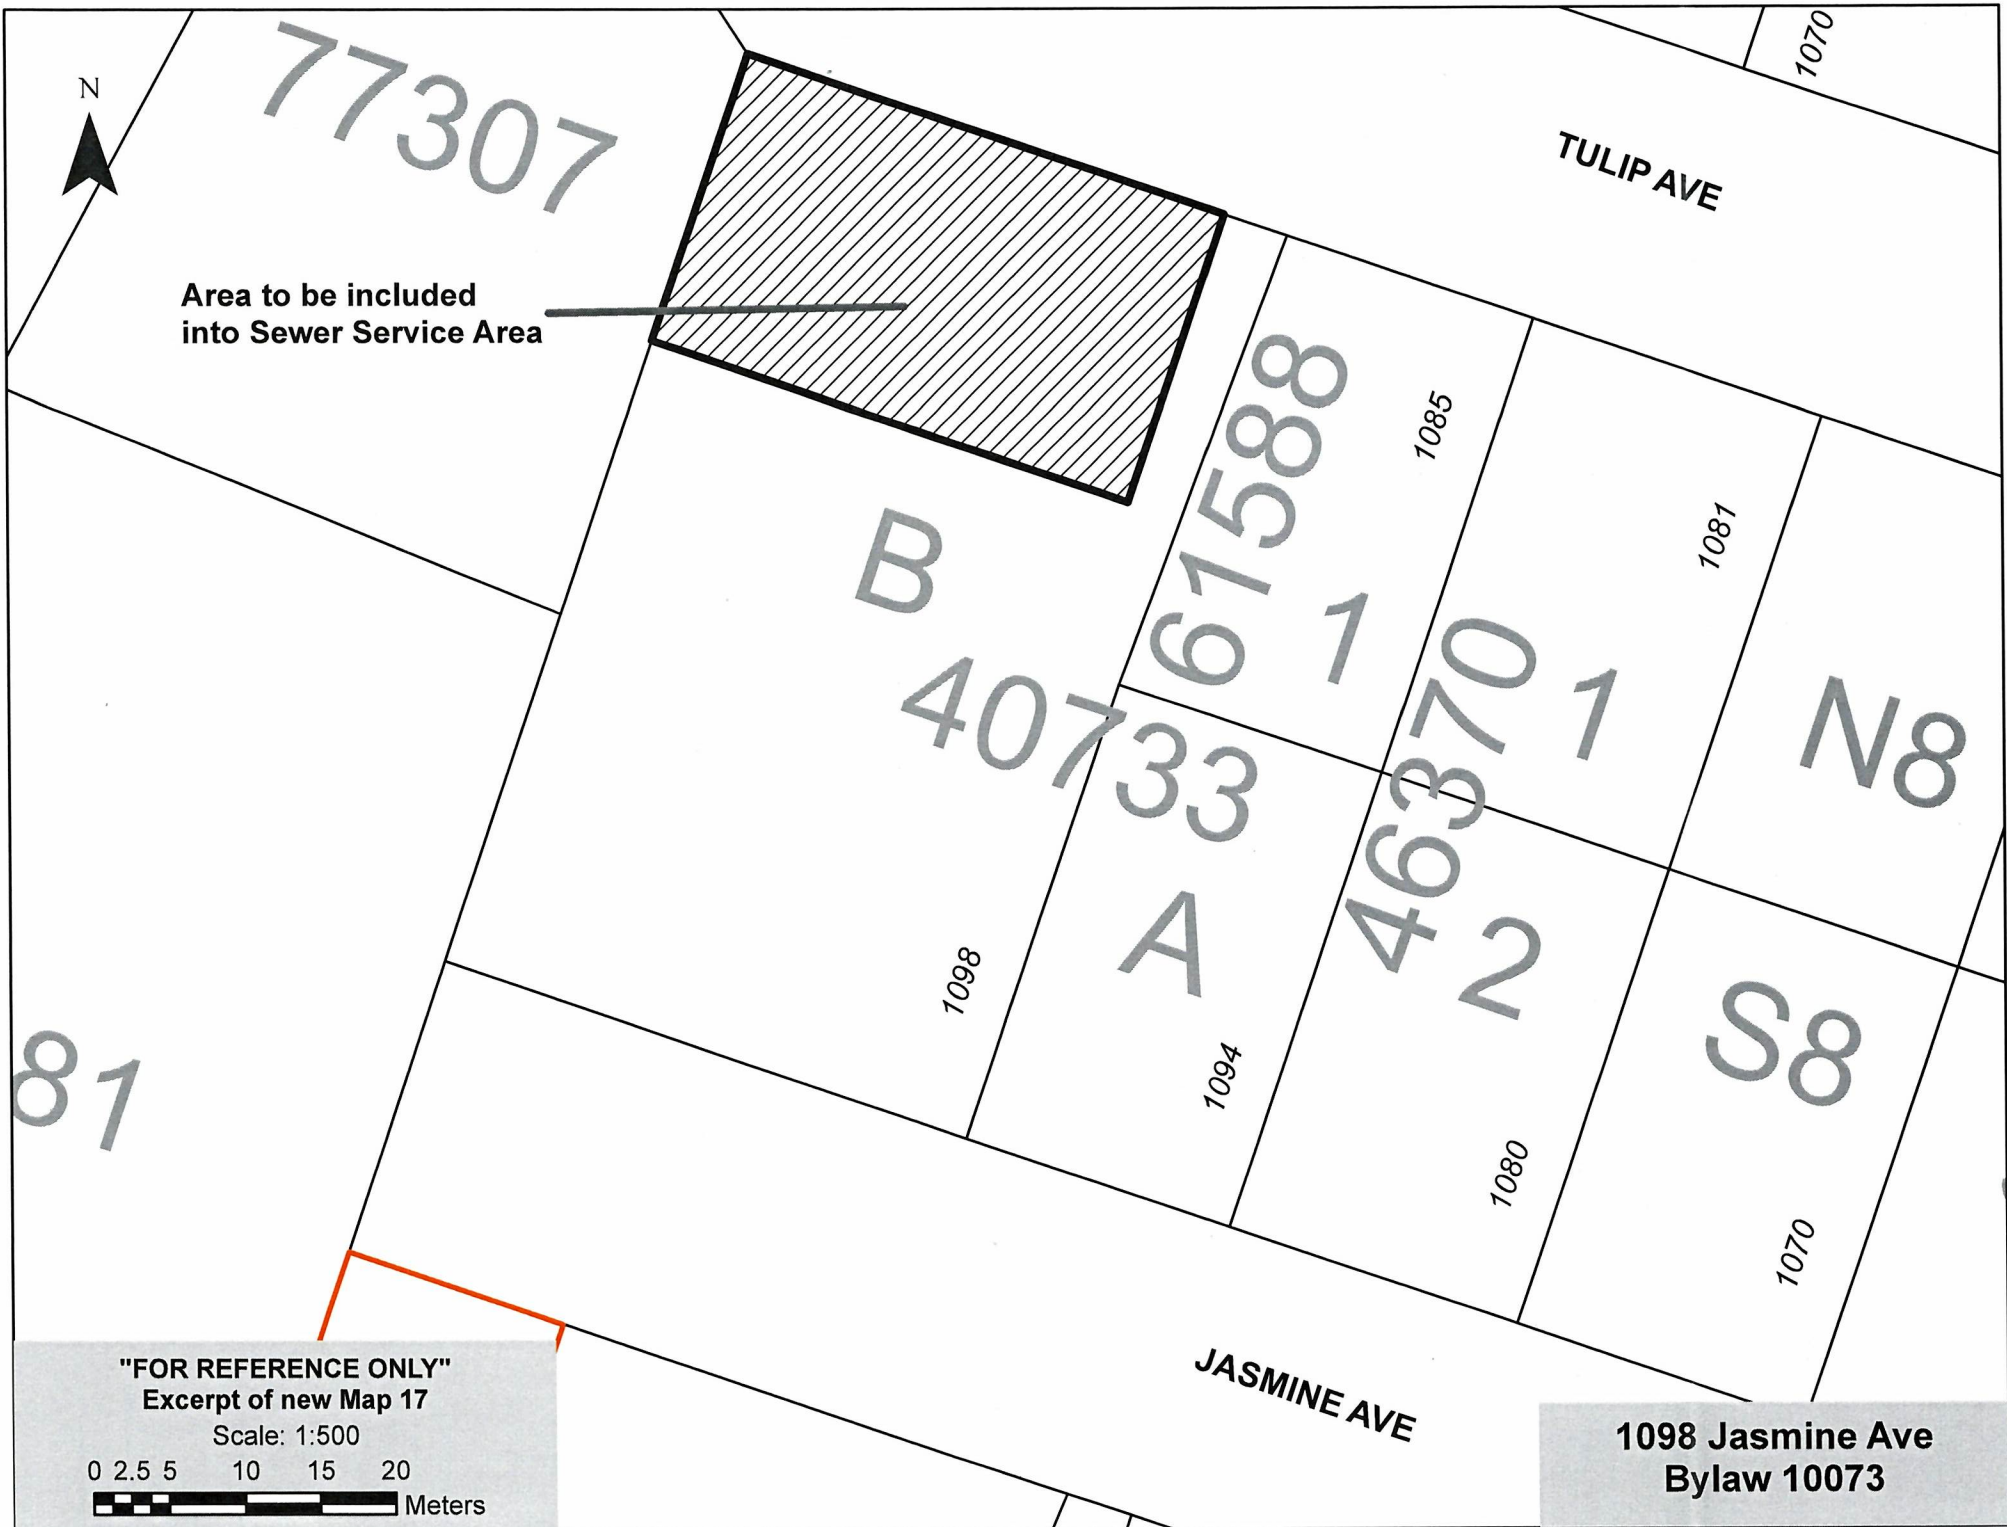 N
77307
1070
TULIP AVE
Area to be included
into Sewer Service Area
61588
1085
1
1081
B
463370
1
N8
40733
A
2
1098
S8
81
1094
1080
1070
JASMINE AVE
"FOR REFERENCE ONLY"
Excerpt of new Map 17
Scale: 1:500
0 2.5 5 10 15 20
Meters
1098 Jasmine Ave
Bylaw 10073